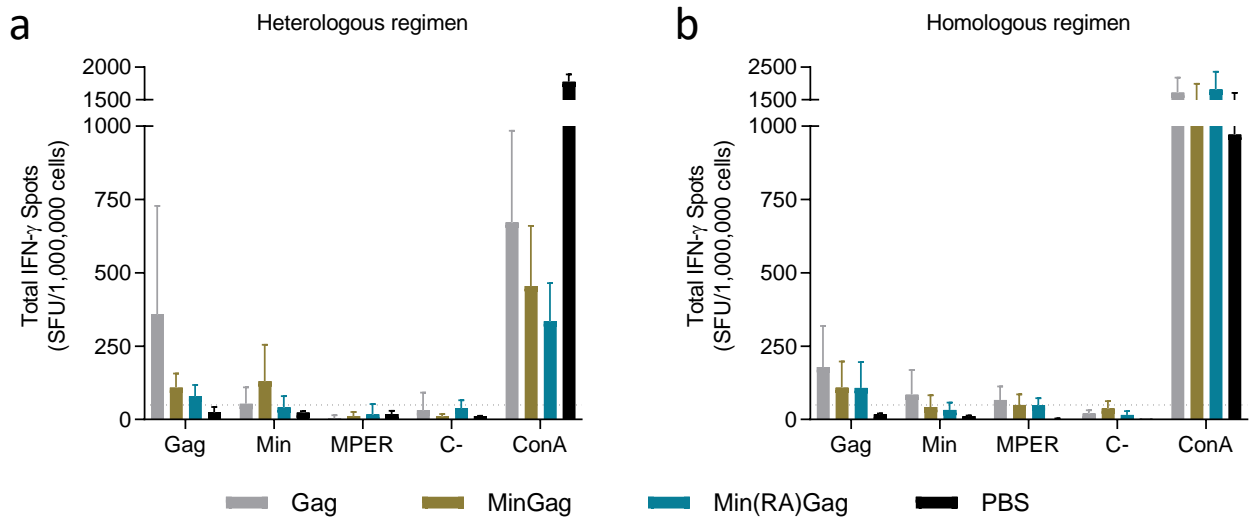 a
Heterologous regimen
Total IFN-γ Spots
(SFU/1,000,000 cells)
2000
1500
1000
750
500
250
0
Gag Min MPER C- ConA
b
Homologous regimen
Total IFN-γ Spots
(SFU/1,000,000 cells)
2500
1500
1000
750
500
250
0
Gag Min MPER C- ConA
Gag MinGag Min(RA)Gag PBS